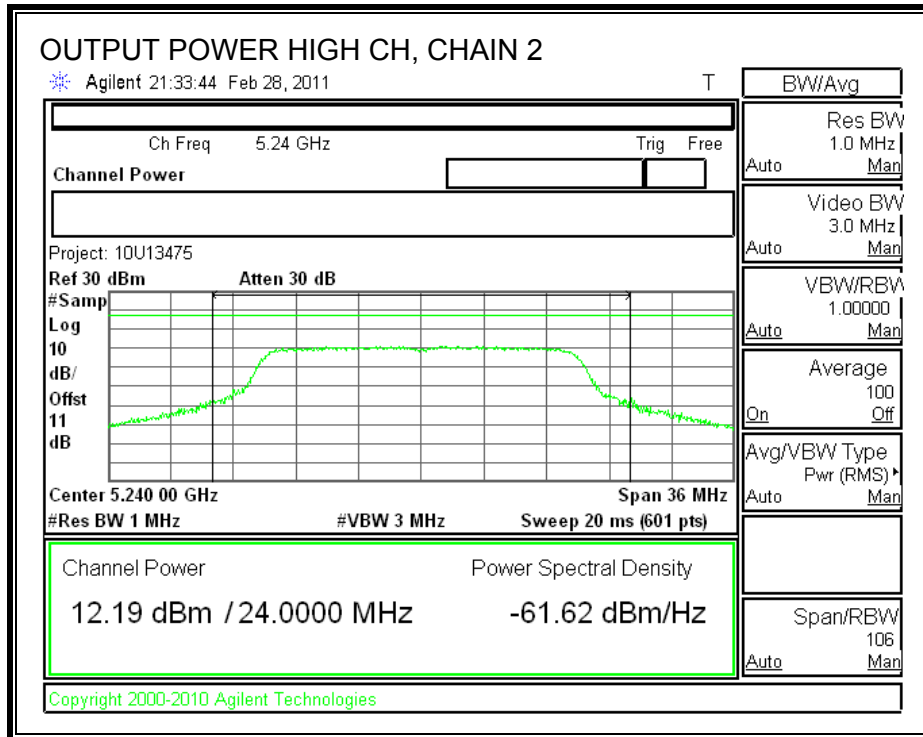 OUTPUT POWER HIGH CH, CHAIN 2
Agilent 21:33:44 Feb 28, 2011 T
Ch Freq 5.24 GHz Trig Free
Channel Power
Project: 10U13475
Ref 30 dBm Atten 30 dB
#Samp
Log
10
dB/
Offst
11
dB
Center 5.240 00 GHz Span 36 MHz
#Res BW 1 MHz #VBW 3 MHz Sweep 20 ms (601 pts)
Channel Power Power Spectral Density
12.19 dBm / 24.0000 MHz -61.62 dBm/Hz
Copyright 2000-2010 Agilent Technologies
BW/Avg
Res BW
1.0 MHz
Auto Man
Video BW
3.0 MHz
Auto Man
VBW/RBW
1.00000
Auto Man
Average
100
On Off
Avg/VBW Type
Pwr (RMS)
Auto Man
Span/RBW
106
Auto Man